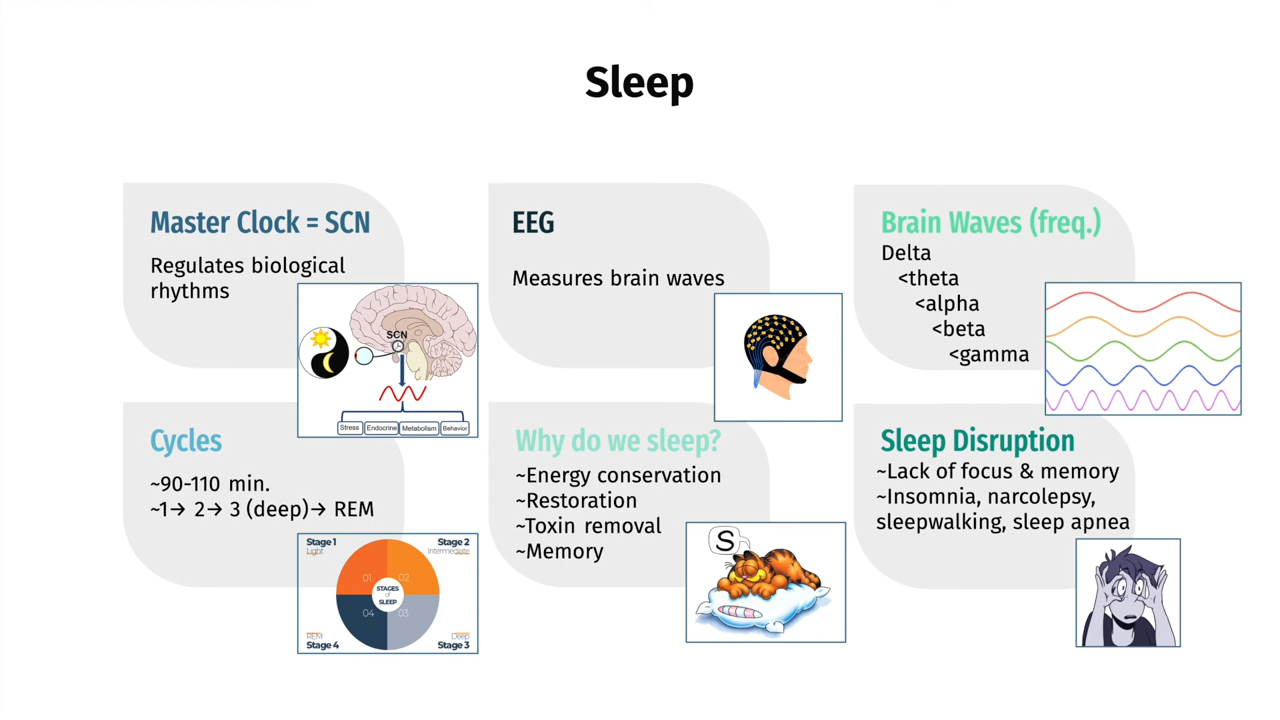 Sleep
Master Clock = SCN
Regulates biological
rhythms
SCN
Stress
Endocrine
Metabolism
Behavior
EEG
Measures brain waves
Brain Waves (freq.)
Delta
<theta
<alpha
<beta
<gamma
Cycles
~90-110 min.
~1→ 2→ 3 (deep)→ REM
Stage 1
Light
Stage 2
Intermediate
01
02
STAGES
of
SLEEP
04
03
REM
Stage 4
Deep
Stage 3
Why do we sleep?
~Energy conservation
~Restoration
~Toxin removal
~Memory
S
Sleep Disruption
~Lack of focus & memory
~Insomnia, narcolepsy,
sleepwalking, sleep apnea